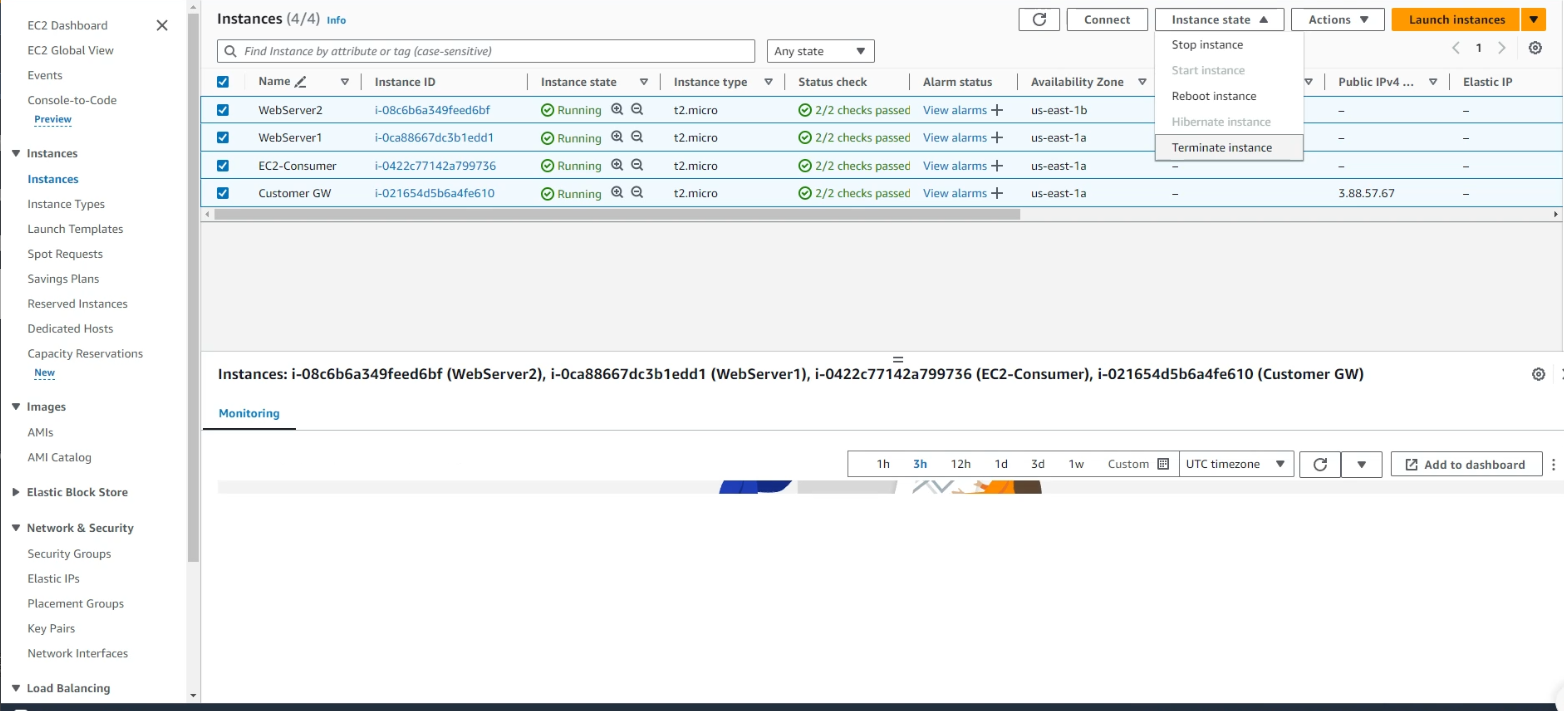 EC2 Dashboard
EC2 Global View
Events
Console-to-Code
Preview
Instances
Instances
Instance Types
Launch Templates
Spot Requests
Savings Plans
Reserved Instances
Dedicated Hosts
Capacity Reservations
New
Images
AMIs
AMI Catalog
Elastic Block Store
Network & Security
Security Groups
Elastic IPs
Placement Groups
Key Pairs
Network Interfaces
Load Balancing
Instances (4/4) Info
Connect
Instance state
Actions
Launch instances
Find Instance by attribute or tag (case-sensitive)
Any state
1
Stop instance
Start instance
Reboot instance
Hibernate instance
Terminate instance
Name Instance ID Instance state Instance type Status check Alarm status Availability Zone Public IPv4 ... Elastic IP
WebServer2 i-08c6b6a349feed6bf Running t2.micro 2/2 checks passed View alarms + us-east-1b – –
WebServer1 i-0ca88667dc3b1edd1 Running t2.micro 2/2 checks passed View alarms + us-east-1a – –
EC2-Consumer i-0422c77142a799736 Running t2.micro 2/2 checks passed View alarms + us-east-1a – – –
Customer GW i-021654d5b6a4fe610 Running t2.micro 2/2 checks passed View alarms + us-east-1a – 3.88.57.67 –
Instances: i-08c6b6a349feed6bf (WebServer2), i-0ca88667dc3b1edd1 (WebServer1), i-0422c77142a799736 (EC2-Consumer), i-021654d5b6a4fe610 (Customer GW)
Monitoring
1h 3h 12h 1d 3d 1w Custom UTC timezone Add to dashboard